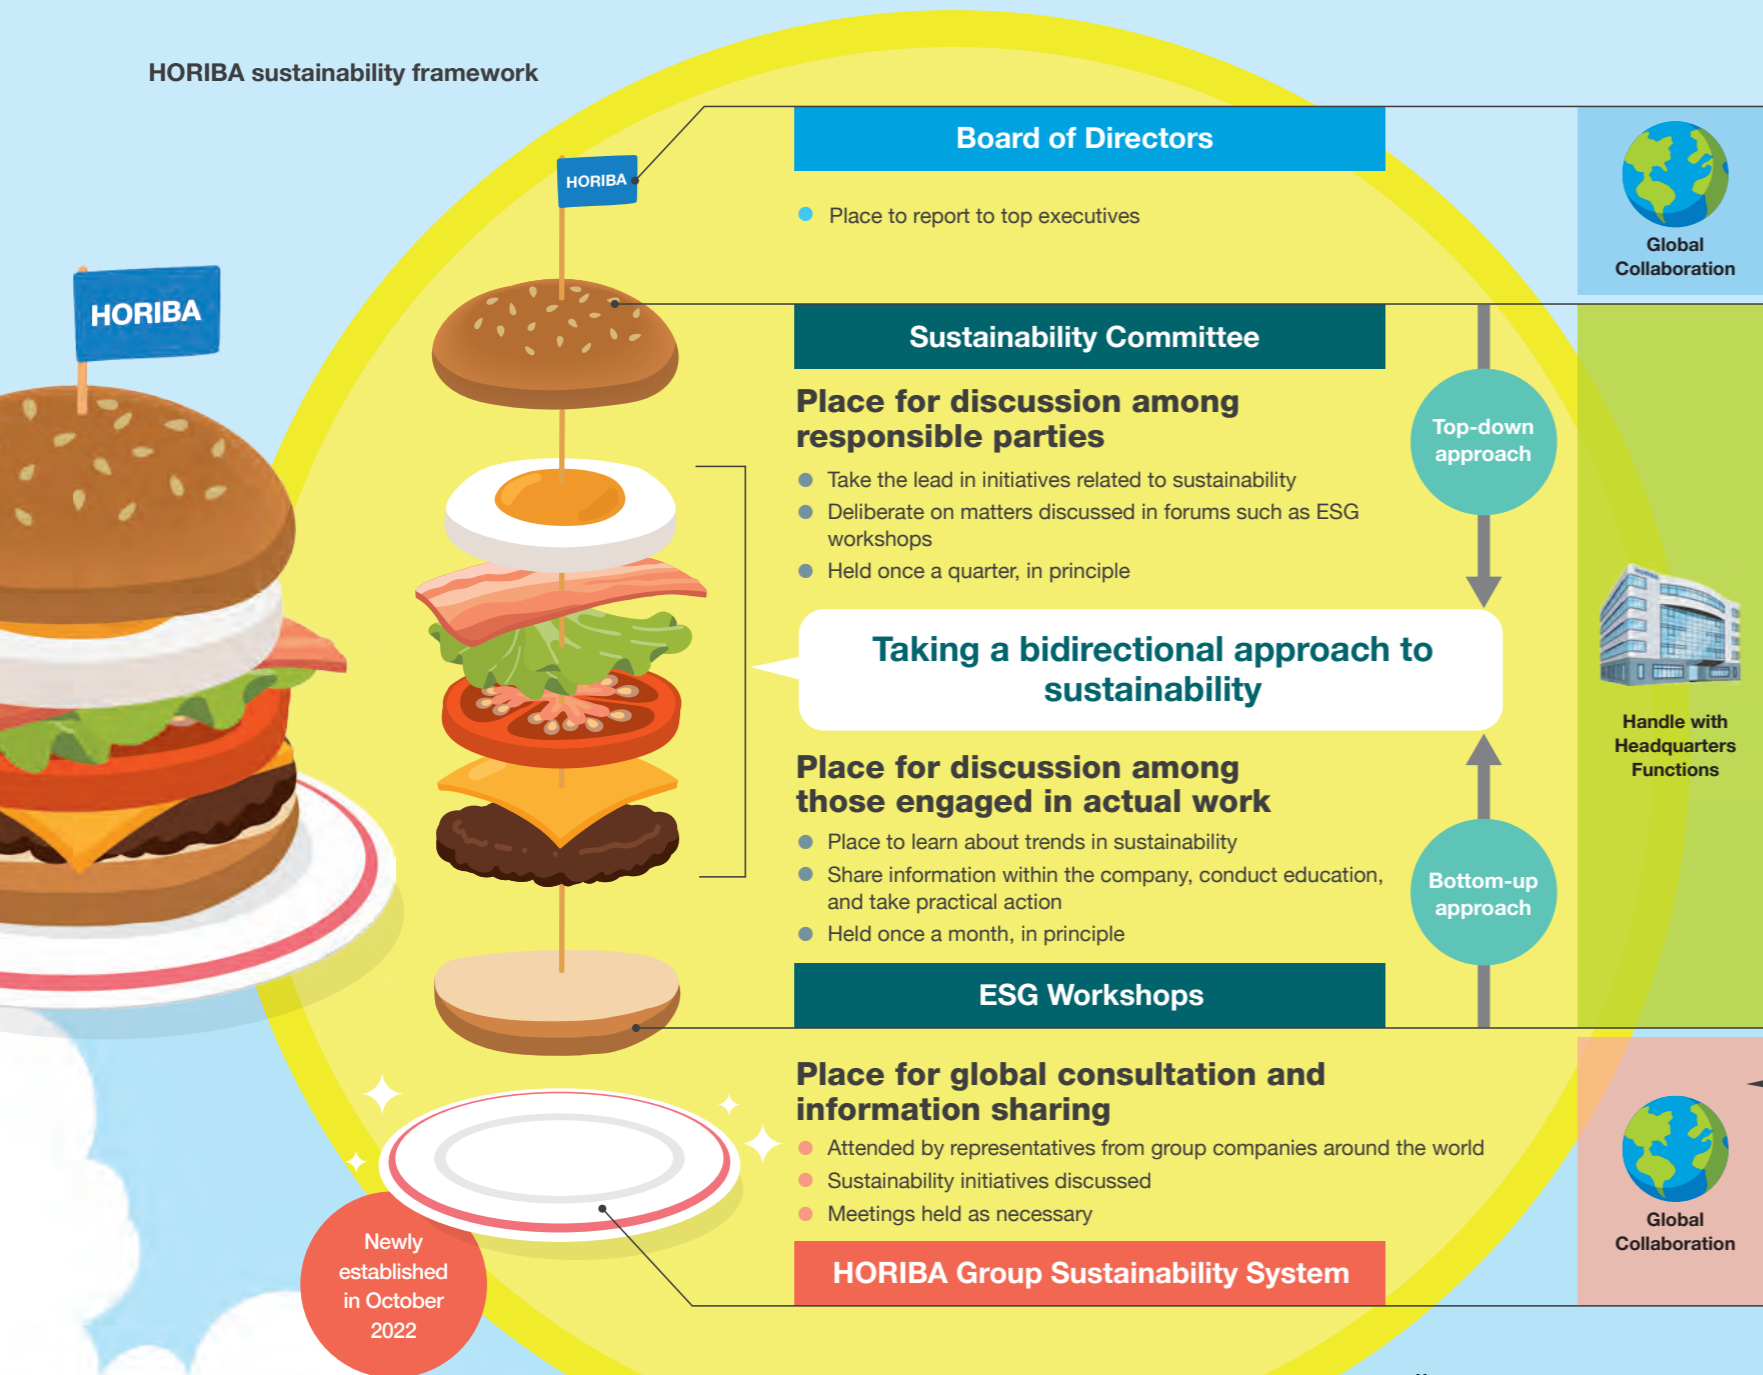 HORIBA sustainability framework
HORIBA
HORIBA
Board of Directors
Place to report to top executives
Global
Collaboration
Sustainability Committee
Place for discussion among
responsible parties
Take the lead in initiatives related to sustainability
Deliberate on matters discussed in forums such as ESG
workshops
Held once a quarter, in principle
Top-down
approach
Taking a bidirectional approach to
sustainability
Handle with
Headquarters
Functions
Place for discussion among
those engaged in actual work
Place to learn about trends in sustainability
Share information within the company, conduct education,
and take practical action
Held once a month, in principle
Bottom-up
approach
ESG Workshops
Place for global consultation and
information sharing
Attended by representatives from group companies around the world
Sustainability initiatives discussed
Meetings held as necessary
Global
Collaboration
HORIBA Group Sustainability System
Newly
established
in October
2022